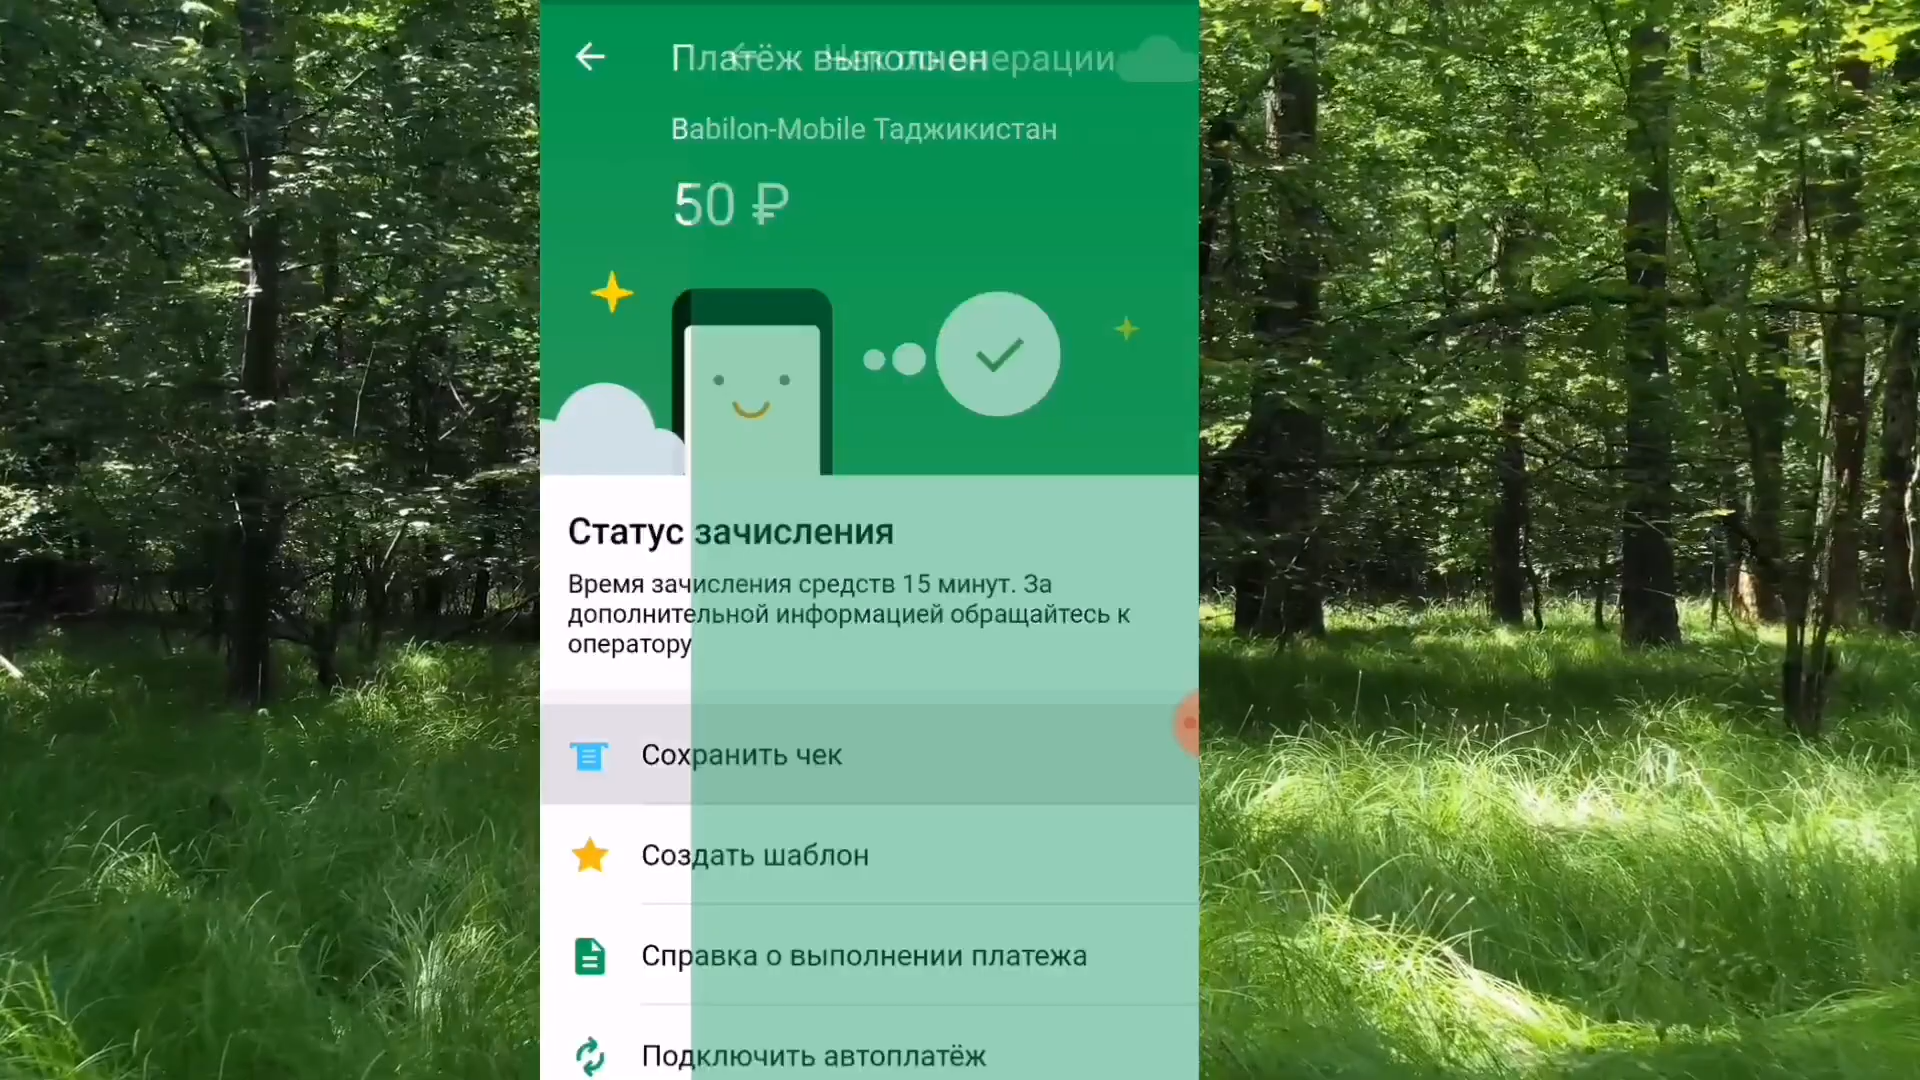 Платёж выполнен
Babilon-Mobile Таджикистан
50 ₽
Статус зачисления
Время зачисления средств 15 минут. За
дополнительной информацией обращайтесь к
оператору
Сохранить чек
Создать шаблон
Справка о выполнении платежа
Подключить автоплатёж